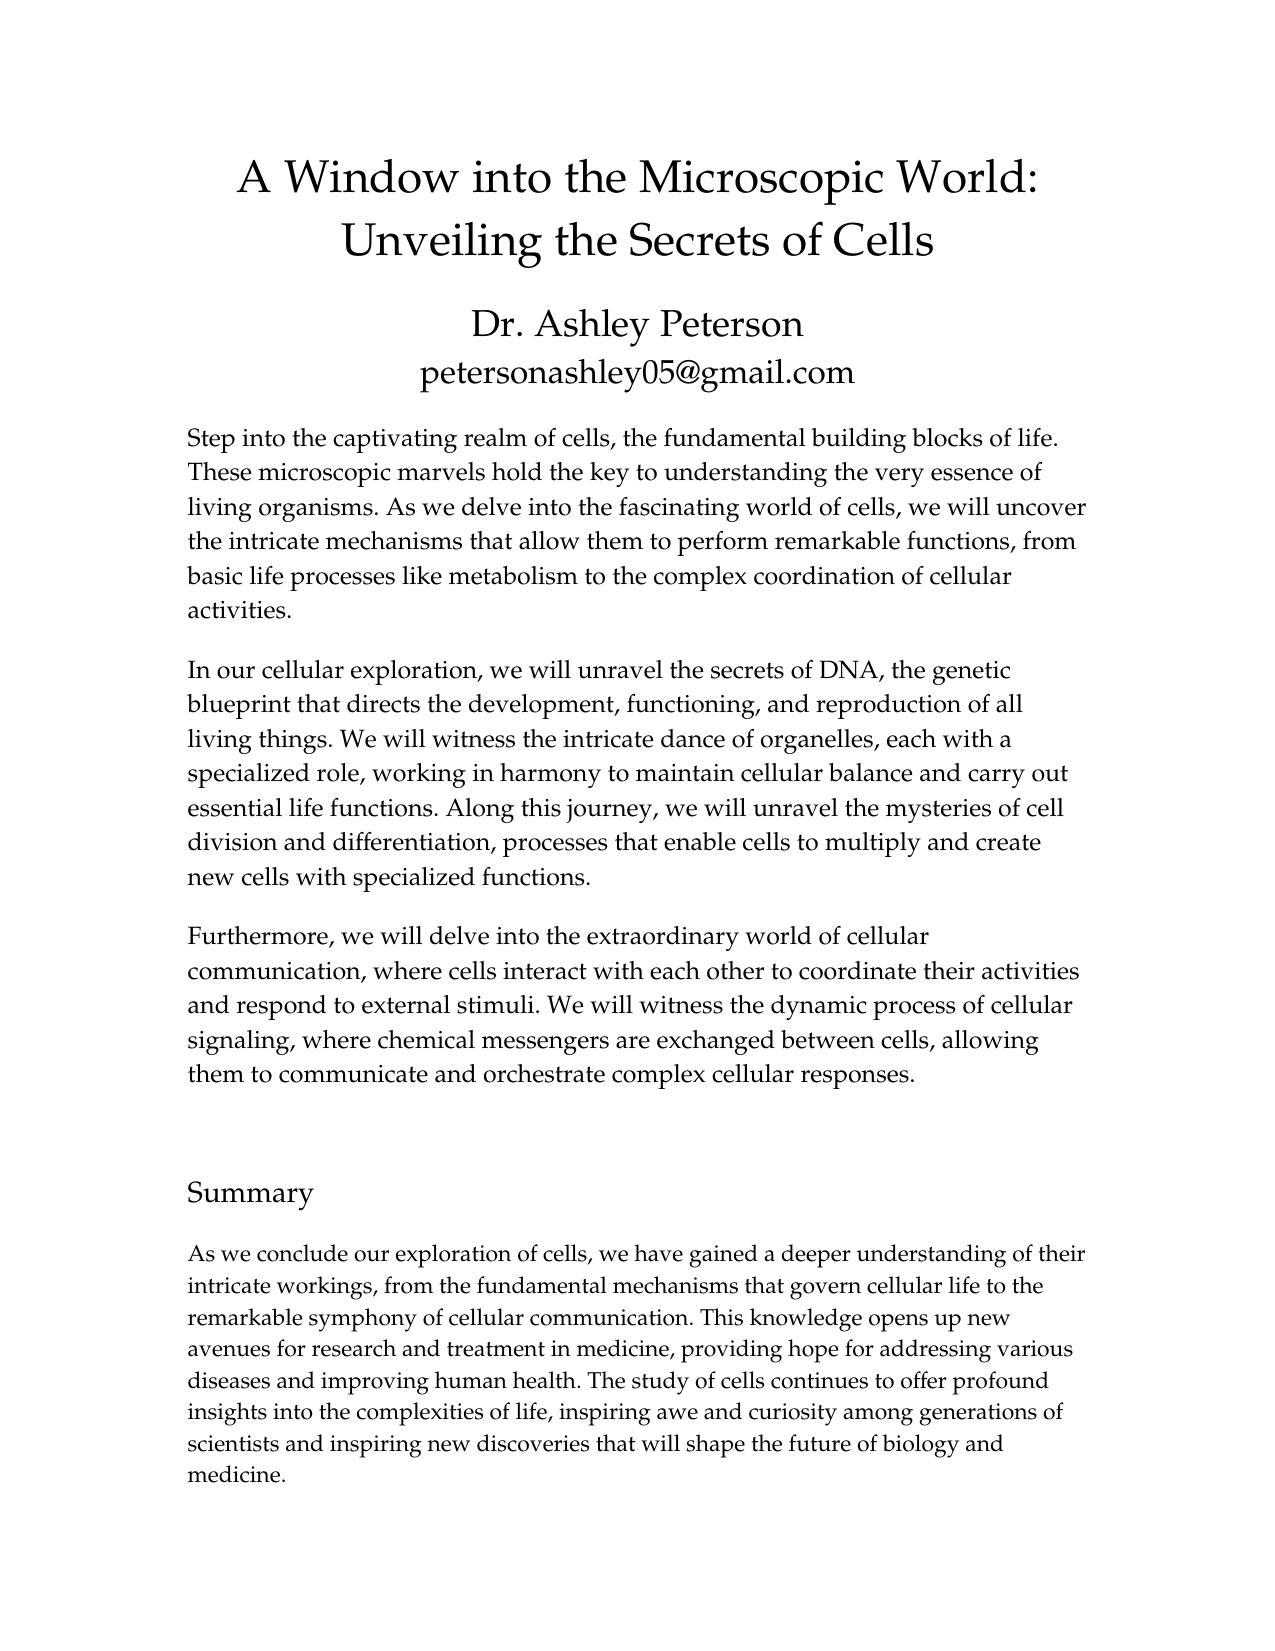 A Window into the Microscopic World:
Unveiling the Secrets of Cells
Dr. Ashley Peterson
petersonashley05@gmail.com
Step into the captivating realm of cells, the fundamental building blocks of life.
These microscopic marvels hold the key to understanding the very essence of
living organisms. As we delve into the fascinating world of cells, we will uncover
the intricate mechanisms that allow them to perform remarkable functions, from
basic life processes like metabolism to the complex coordination of cellular
activities.
In our cellular exploration, we will unravel the secrets of DNA, the genetic
blueprint that directs the development, functioning, and reproduction of all
living things. We will witness the intricate dance of organelles, each with a
specialized role, working in harmony to maintain cellular balance and carry out
essential life functions. Along this journey, we will unravel the mysteries of cell
division and differentiation, processes that enable cells to multiply and create
new cells with specialized functions.
Furthermore, we will delve into the extraordinary world of cellular
communication, where cells interact with each other to coordinate their activities
and respond to external stimuli. We will witness the dynamic process of cellular
signaling, where chemical messengers are exchanged between cells, allowing
them to communicate and orchestrate complex cellular responses.
Summary
As we conclude our exploration of cells, we have gained a deeper understanding of their
intricate workings, from the fundamental mechanisms that govern cellular life to the
remarkable symphony of cellular communication. This knowledge opens up new
avenues for research and treatment in medicine, providing hope for addressing various
diseases and improving human health. The study of cells continues to offer profound
insights into the complexities of life, inspiring awe and curiosity among generations of
scientists and inspiring new discoveries that will shape the future of biology and
medicine.